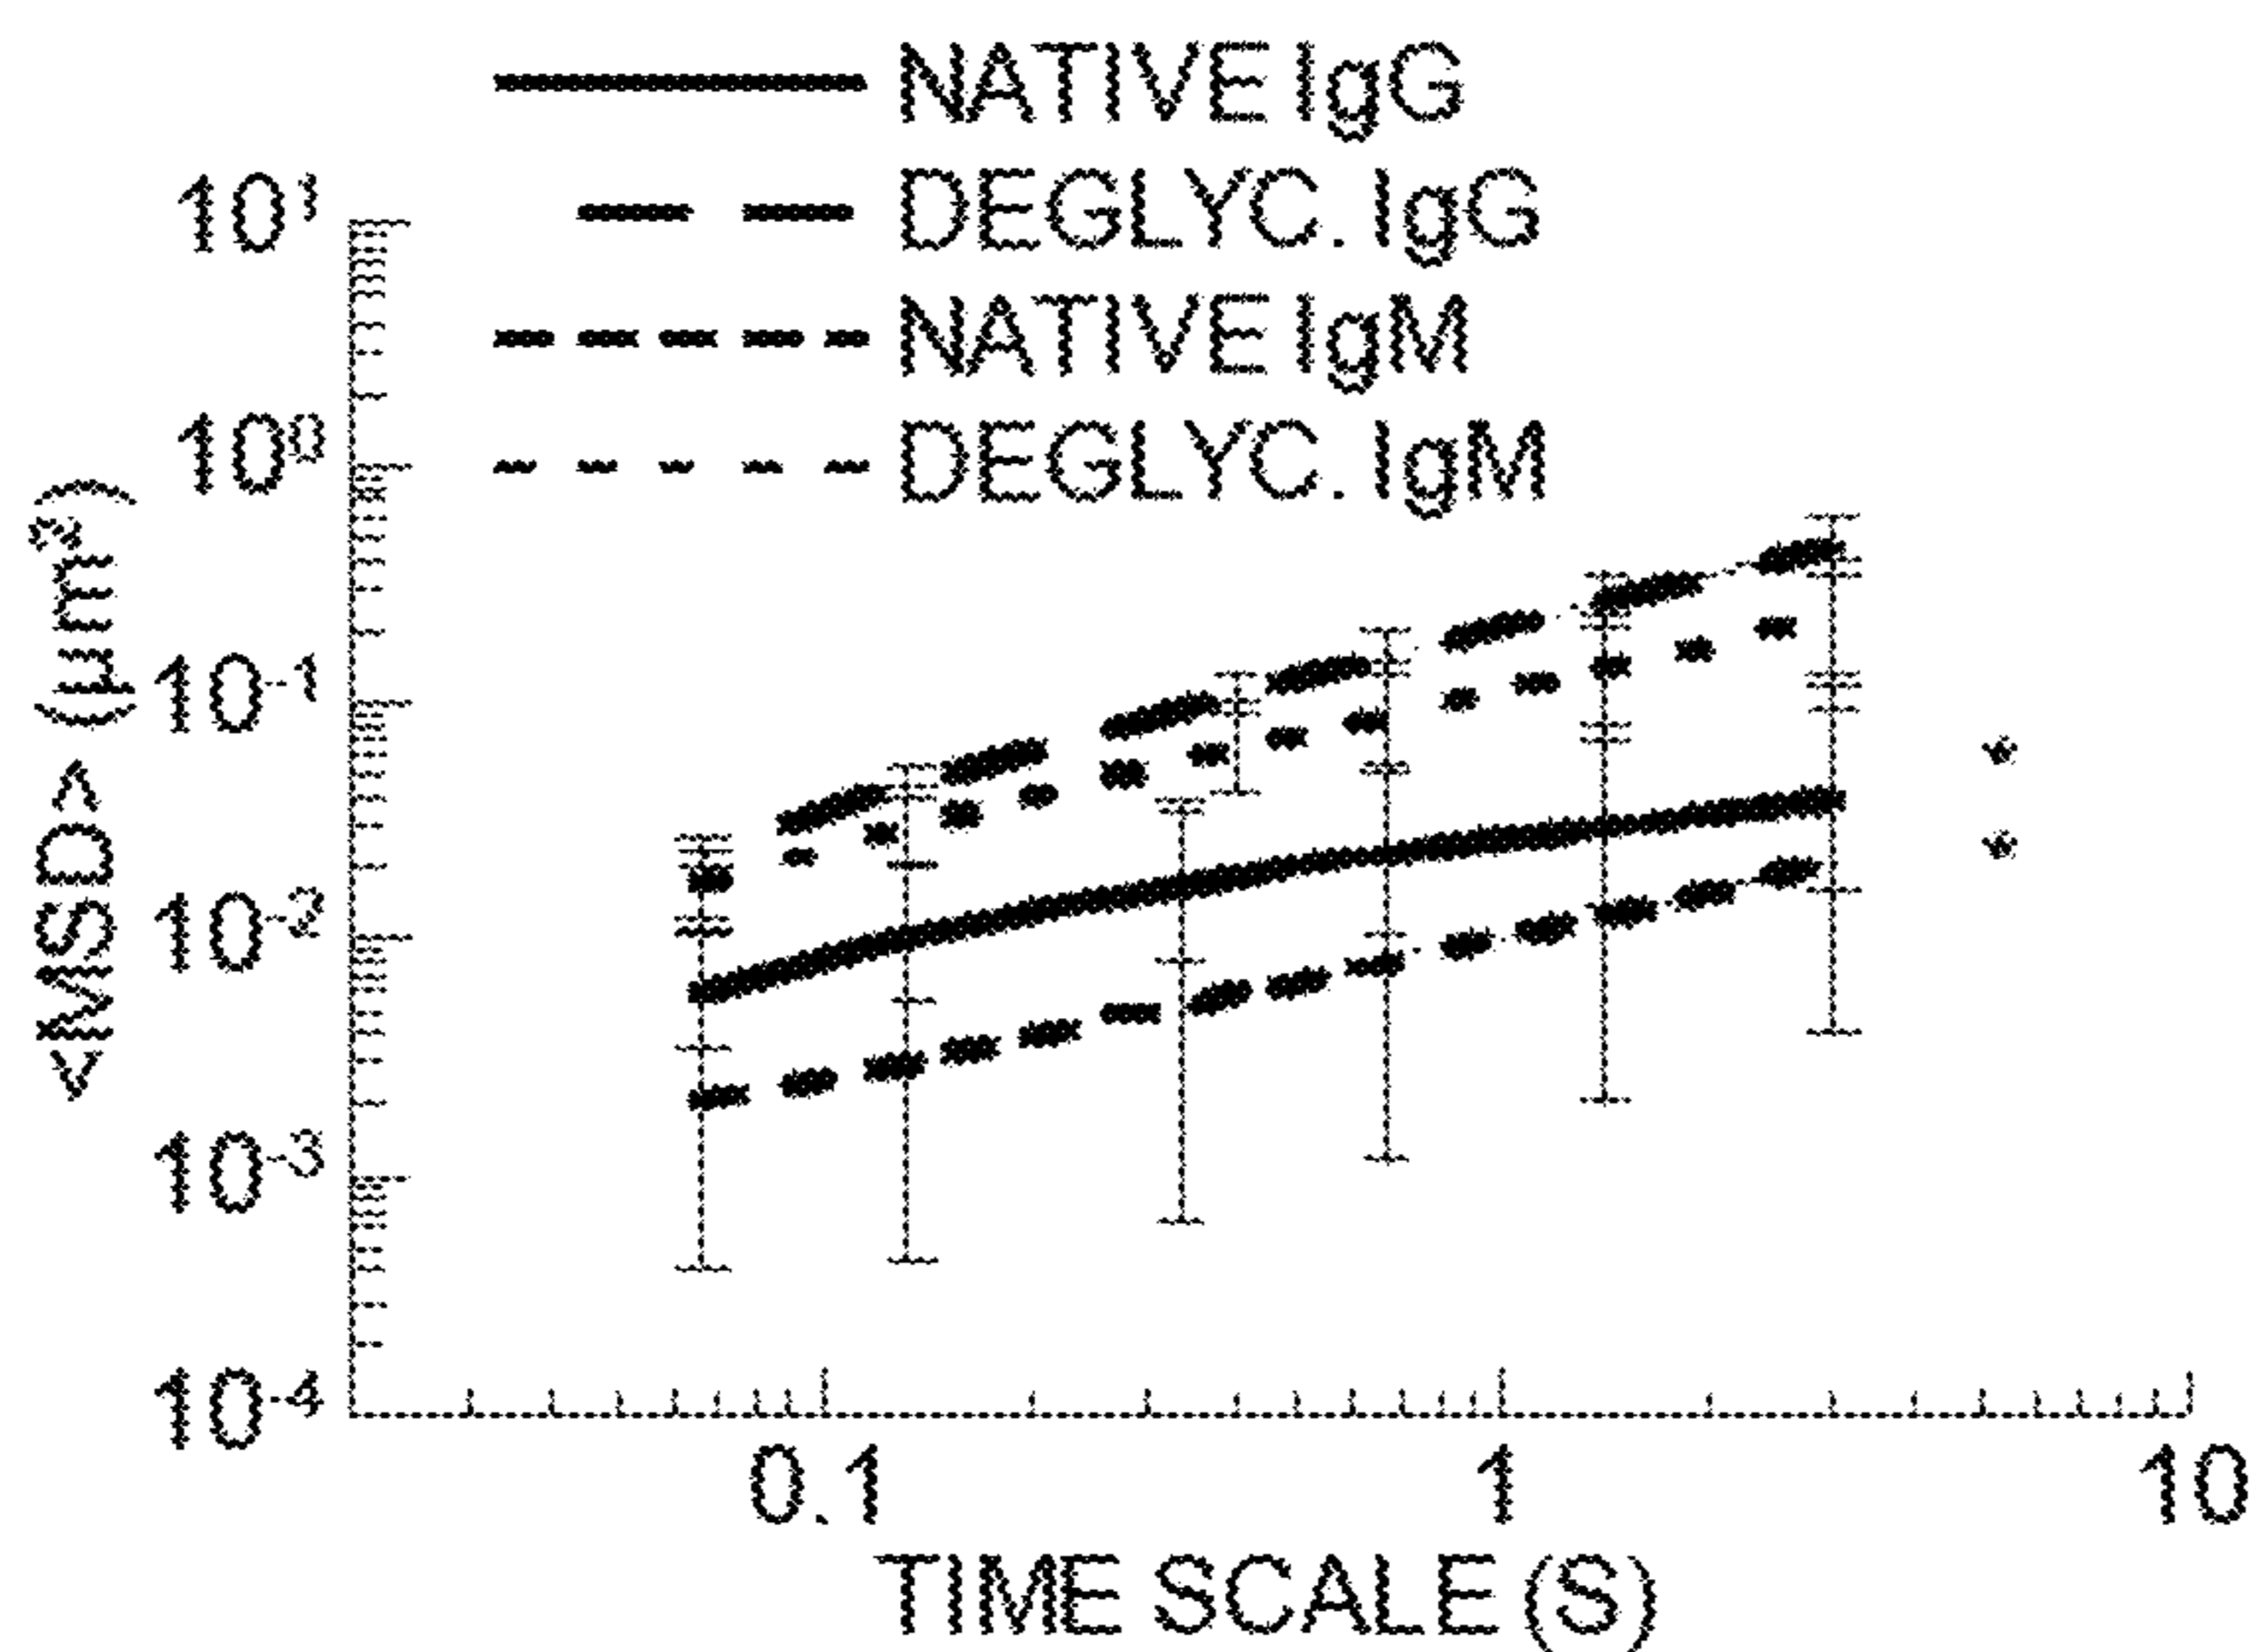 NATIVE IgG
DEGLYC. IgG
NATIVE IgM
DEGLYC. IgM
10¹
10⁰
10⁻¹
10⁻²
10⁻³
10⁻⁴
<MSD> (µm²)
0.1 1 10
TIME SCALE (S)
*
*